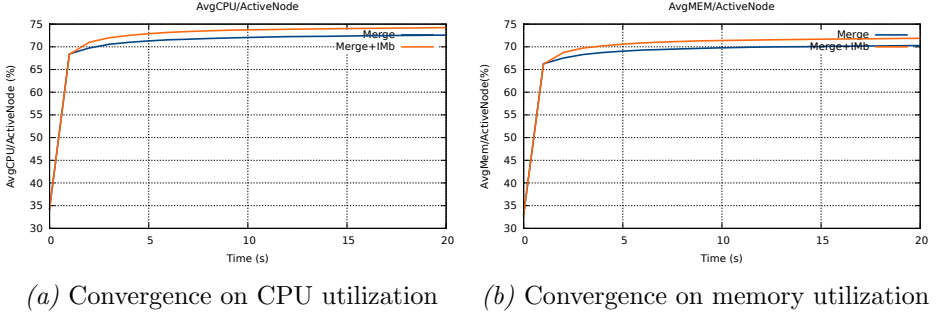 AvgCPU/ActiveNode
75
70
65
60
55
50
45
40
35
30
0
5
10
15
20
AvgCPU/ActiveNode (%)
Time (s)
Merge
Merge+IMb
(a) Convergence on CPU utilization
AvgMEM/ActiveNode
75
70
65
60
55
50
45
40
35
30
0
5
10
15
20
AvgMem/ActiveNode(%)
Time (s)
Merge
Merge+IMb
(b) Convergence on memory utilization